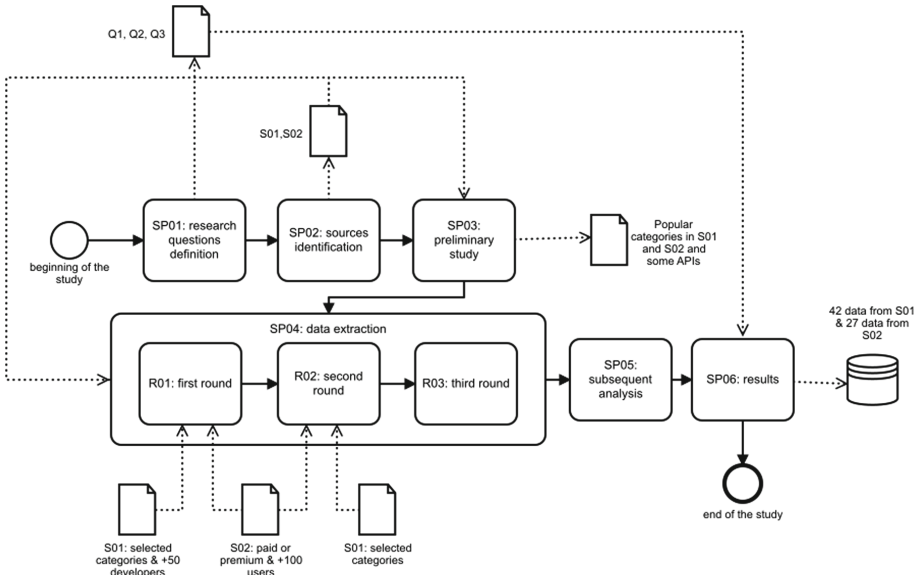 Q1, Q2, Q3
S01,S02
SP01: research
questions
definition
SP02: sources
identification
SP03:
preliminary
study
Popular
categories in S01
and S02 and
some APIs
beginning of the
study
SP04: data extraction
R01: first round
R02: second
round
R03: third round
SP05:
subsequent
analysis
SP06: results
42 data from S01
& 27 data from
S02
end of the study
S01: selected
categories & +50
developers
S02: paid or
premium & +100
users
S01: selected
categories